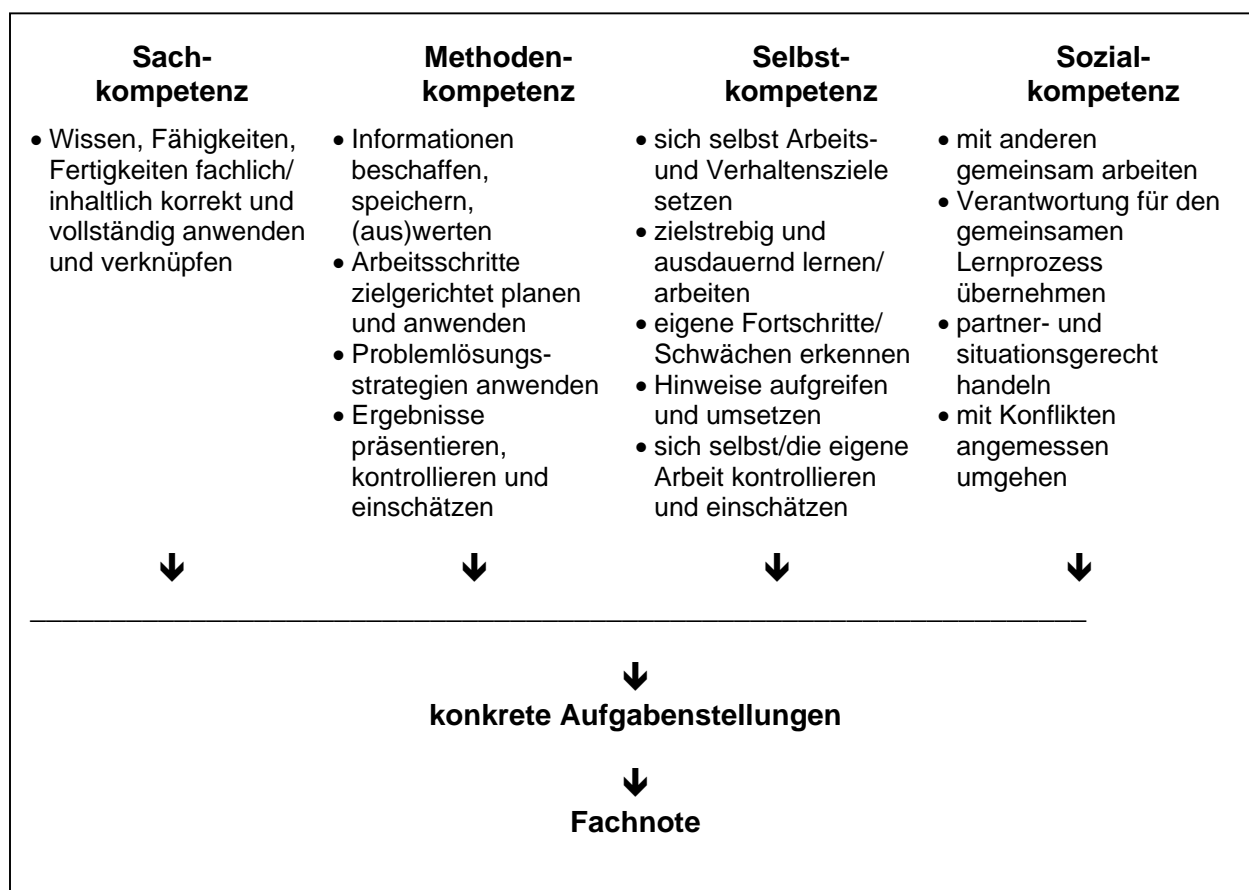 Sach-
kompetenz
• Wissen, Fähigkeiten,
Fertigkeiten fachlich/
inhaltlich korrekt und
vollständig anwenden
und verknüpfen
Methoden-
kompetenz
• Informationen
beschaffen,
speichern,
(aus)werten
• Arbeitsschritte
zielgerichtet planen
und anwenden
• Problemlösungs-
strategien anwenden
• Ergebnisse
präsentieren,
kontrollieren und
einschätzen
Selbst-
kompetenz
• sich selbst Arbeits-
und Verhaltensziele
setzen
• zielstrebig und
ausdauernd lernen/
arbeiten
• eigene Fortschritte/
Schwächen erkennen
• Hinweise aufgreifen
und umsetzen
• sich selbst/die eigene
Arbeit kontrollieren
und einschätzen
Sozial-
kompetenz
• mit anderen
gemeinsam arbeiten
• Verantwortung für den
gemeinsamen
Lernprozess
übernehmen
• partner- und
situationsgerecht
handeln
• mit Konflikten
angemessen
umgehen
konkrete Aufgabenstellungen
Fachnote